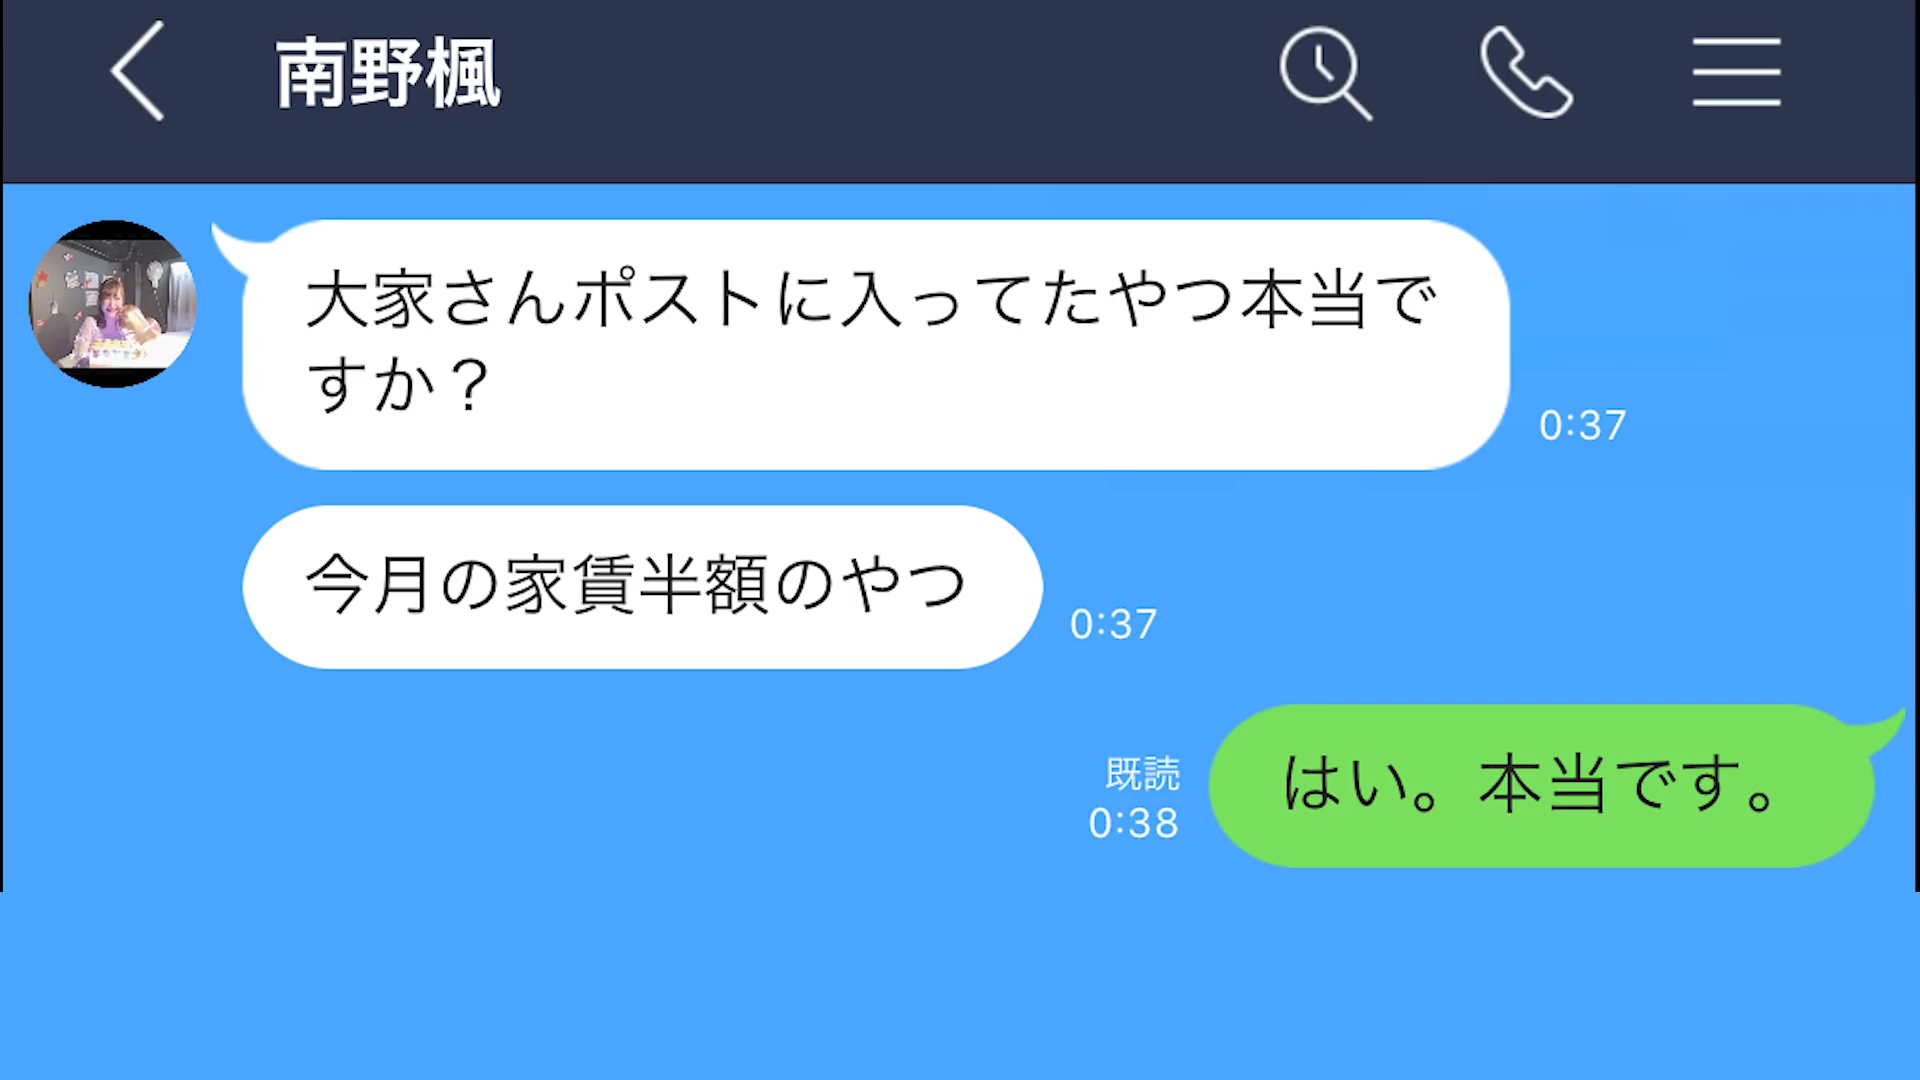 南野楓
大家さんポストに入ってたやつ本当で
すか？
0:37
今月の家賃半額のやつ
0:37
はい。本当です。
既読
0:38